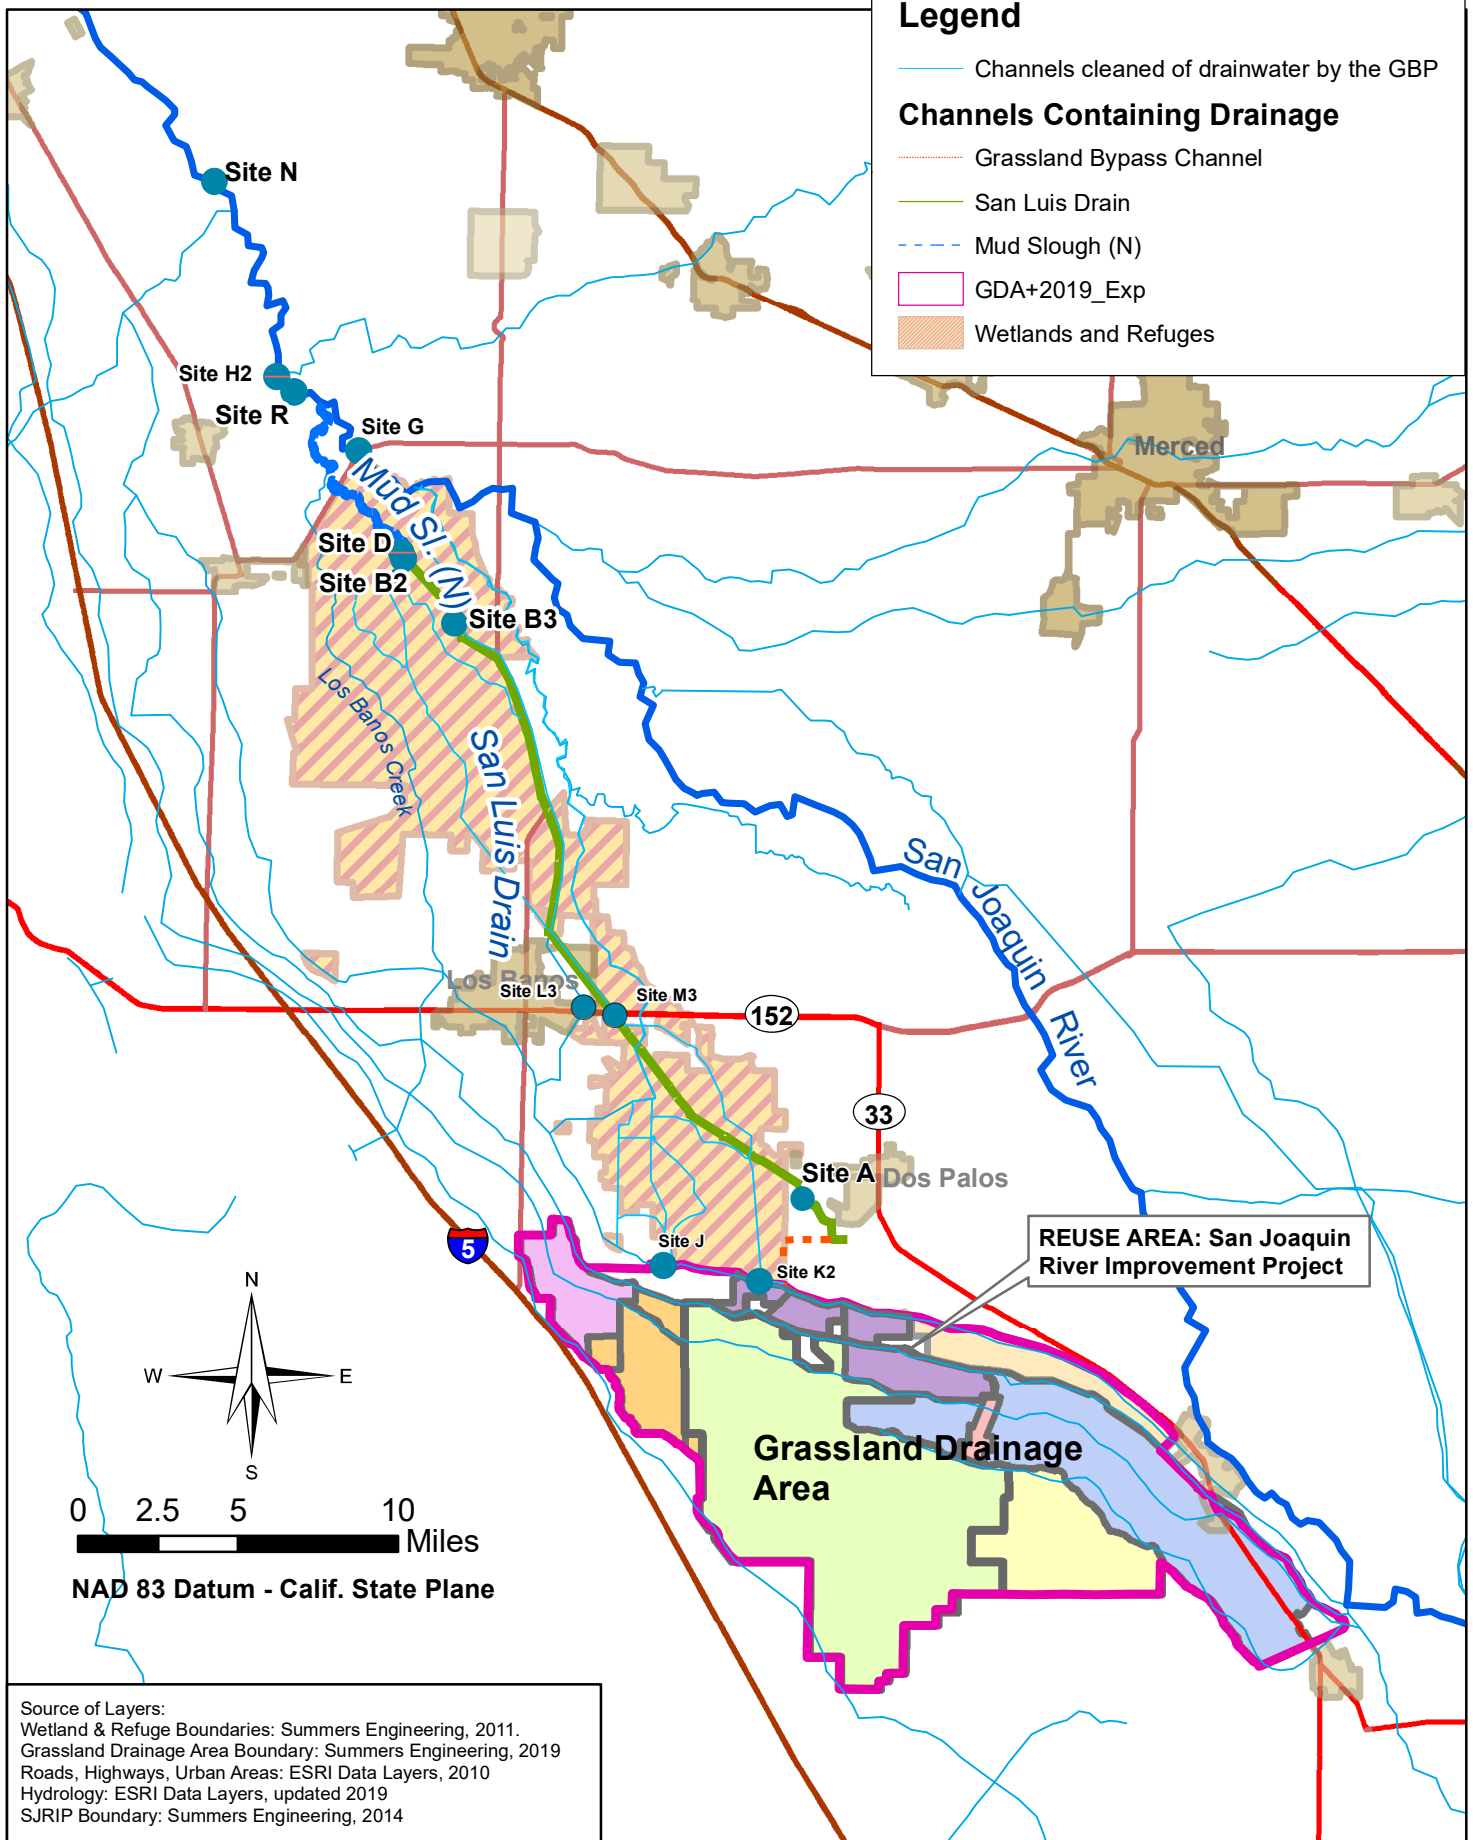 Legend
Channels cleaned of drainwater by the GBP
Channels Containing Drainage
Grassland Bypass Channel
San Luis Drain
Mud Slough (N)
GDA+2019_Exp
Wetlands and Refuges
Site N
Site H2
Site R
Site G
Merced
Mud Sl. (N)
Site D
Site B2
Site B3
Los Banos Creek
San Luis Drain
San Joaquin River
Los Banos
Site L3
Site M3
152
33
Site A
Dos Palos
5
Site J
Site K2
REUSE AREA: San Joaquin
River Improvement Project
N
W
E
S
Grassland Drainage
Area
0 2.5 5 10
Miles
NAD 83 Datum - Calif. State Plane
Source of Layers:
Wetland & Refuge Boundaries: Summers Engineering, 2011.
Grassland Drainage Area Boundary: Summers Engineering, 2019
Roads, Highways, Urban Areas: ESRI Data Layers, 2010
Hydrology: ESRI Data Layers, updated 2019
SJRIP Boundary: Summers Engineering, 2014